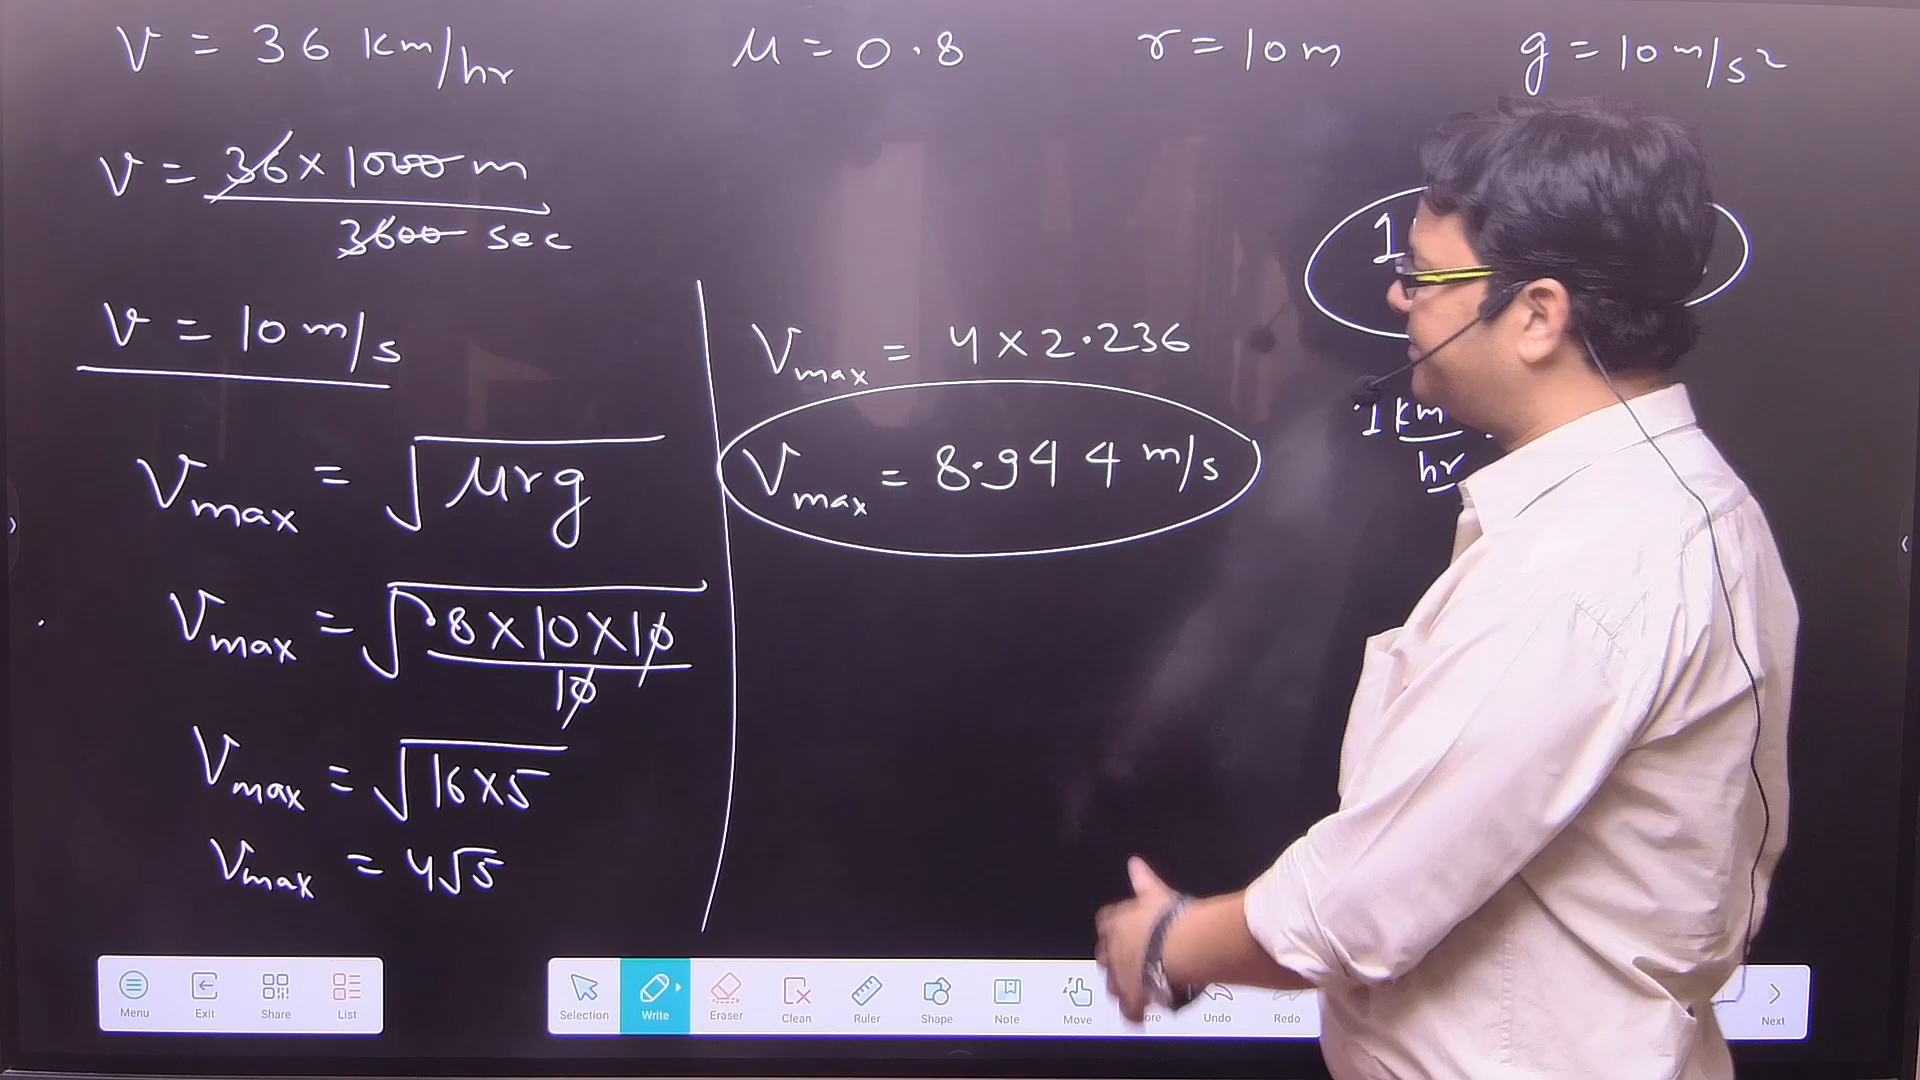 V = 36 km/hr
μ = 0.8
r = 10 m
g = 10 m/s²
V = 36 × 1000 m
3600 sec
V = 10 m/s
Vmax = √μrg
Vmax = √8×10×10
10
Vmax = √16×5
Vmax = 4√5
Vmax = 4 × 2.236
Vmax = 8.944 m/s
1
1 km
hr
Menu
Exit
Share
List
Selection
Write
Eraser
Clean
Ruler
Shape
Note
Move
Undo
Redo
Next